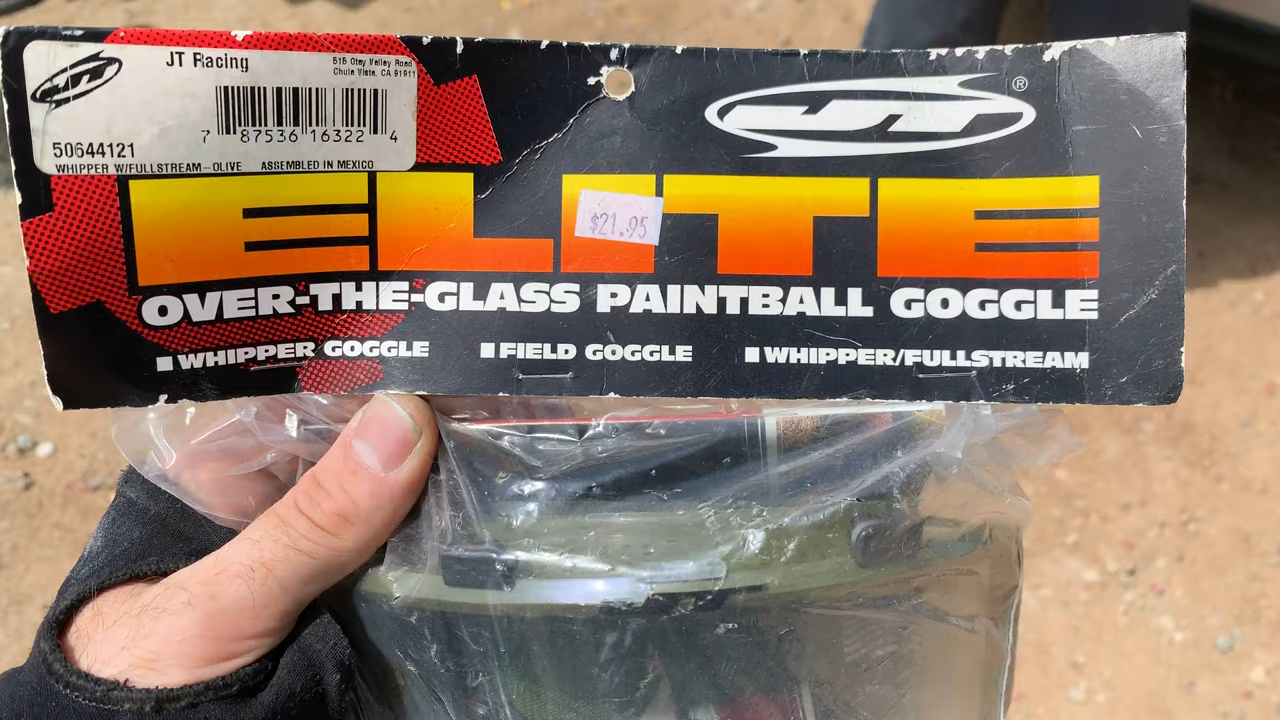 JT
JT Racing
515 Otay Valley Road
Chula Vista, CA 91911
7 87536 16322 4
50644121
WHIPPER W/FULLSTREAM--OLIVE ASSEMBLED IN MEXICO
JT ®
ELITE
$21.95
OVER-THE-GLASS PAINTBALL GOGGLE
WHIPPER GOGGLE FIELD GOGGLE WHIPPER/FULLSTREAM